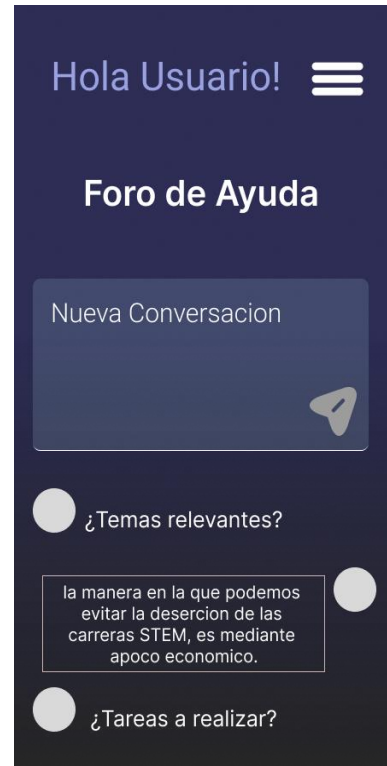 Hola Usuario!
Foro de Ayuda
Nueva Conversacion
¿Temas relevantes?
la manera en la que podemos
evitar la desercion de las
carreras STEM, es mediante
apoco economico.
¿Tareas a realizar?